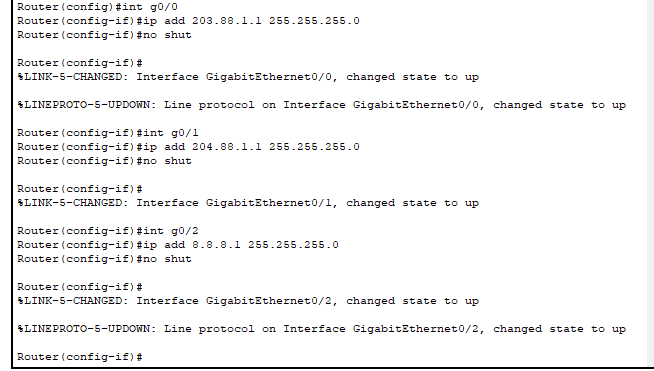 Router(config)#int g0/0
Router(config-if)#ip add 203.88.1.1 255.255.255.0
Router(config-if)#no shut
Router(config-if)#
%LINK-5-CHANGED: Interface GigabitEthernet0/0, changed state to up
%LINEPROTO-5-UPDOWN: Line protocol on Interface GigabitEthernet0/0, changed state to up
Router(config-if)#int g0/1
Router(config-if)#ip add 204.88.1.1 255.255.255.0
Router(config-if)#no shut
Router(config-if)#
%LINK-5-CHANGED: Interface GigabitEthernet0/1, changed state to up
Router(config-if)#int g0/2
Router(config-if)#ip add 8.8.8.1 255.255.255.0
Router(config-if)#no shut
Router(config-if)#
%LINK-5-CHANGED: Interface GigabitEthernet0/2, changed state to up
%LINEPROTO-5-UPDOWN: Line protocol on Interface GigabitEthernet0/2, changed state to up
Router(config-if)#